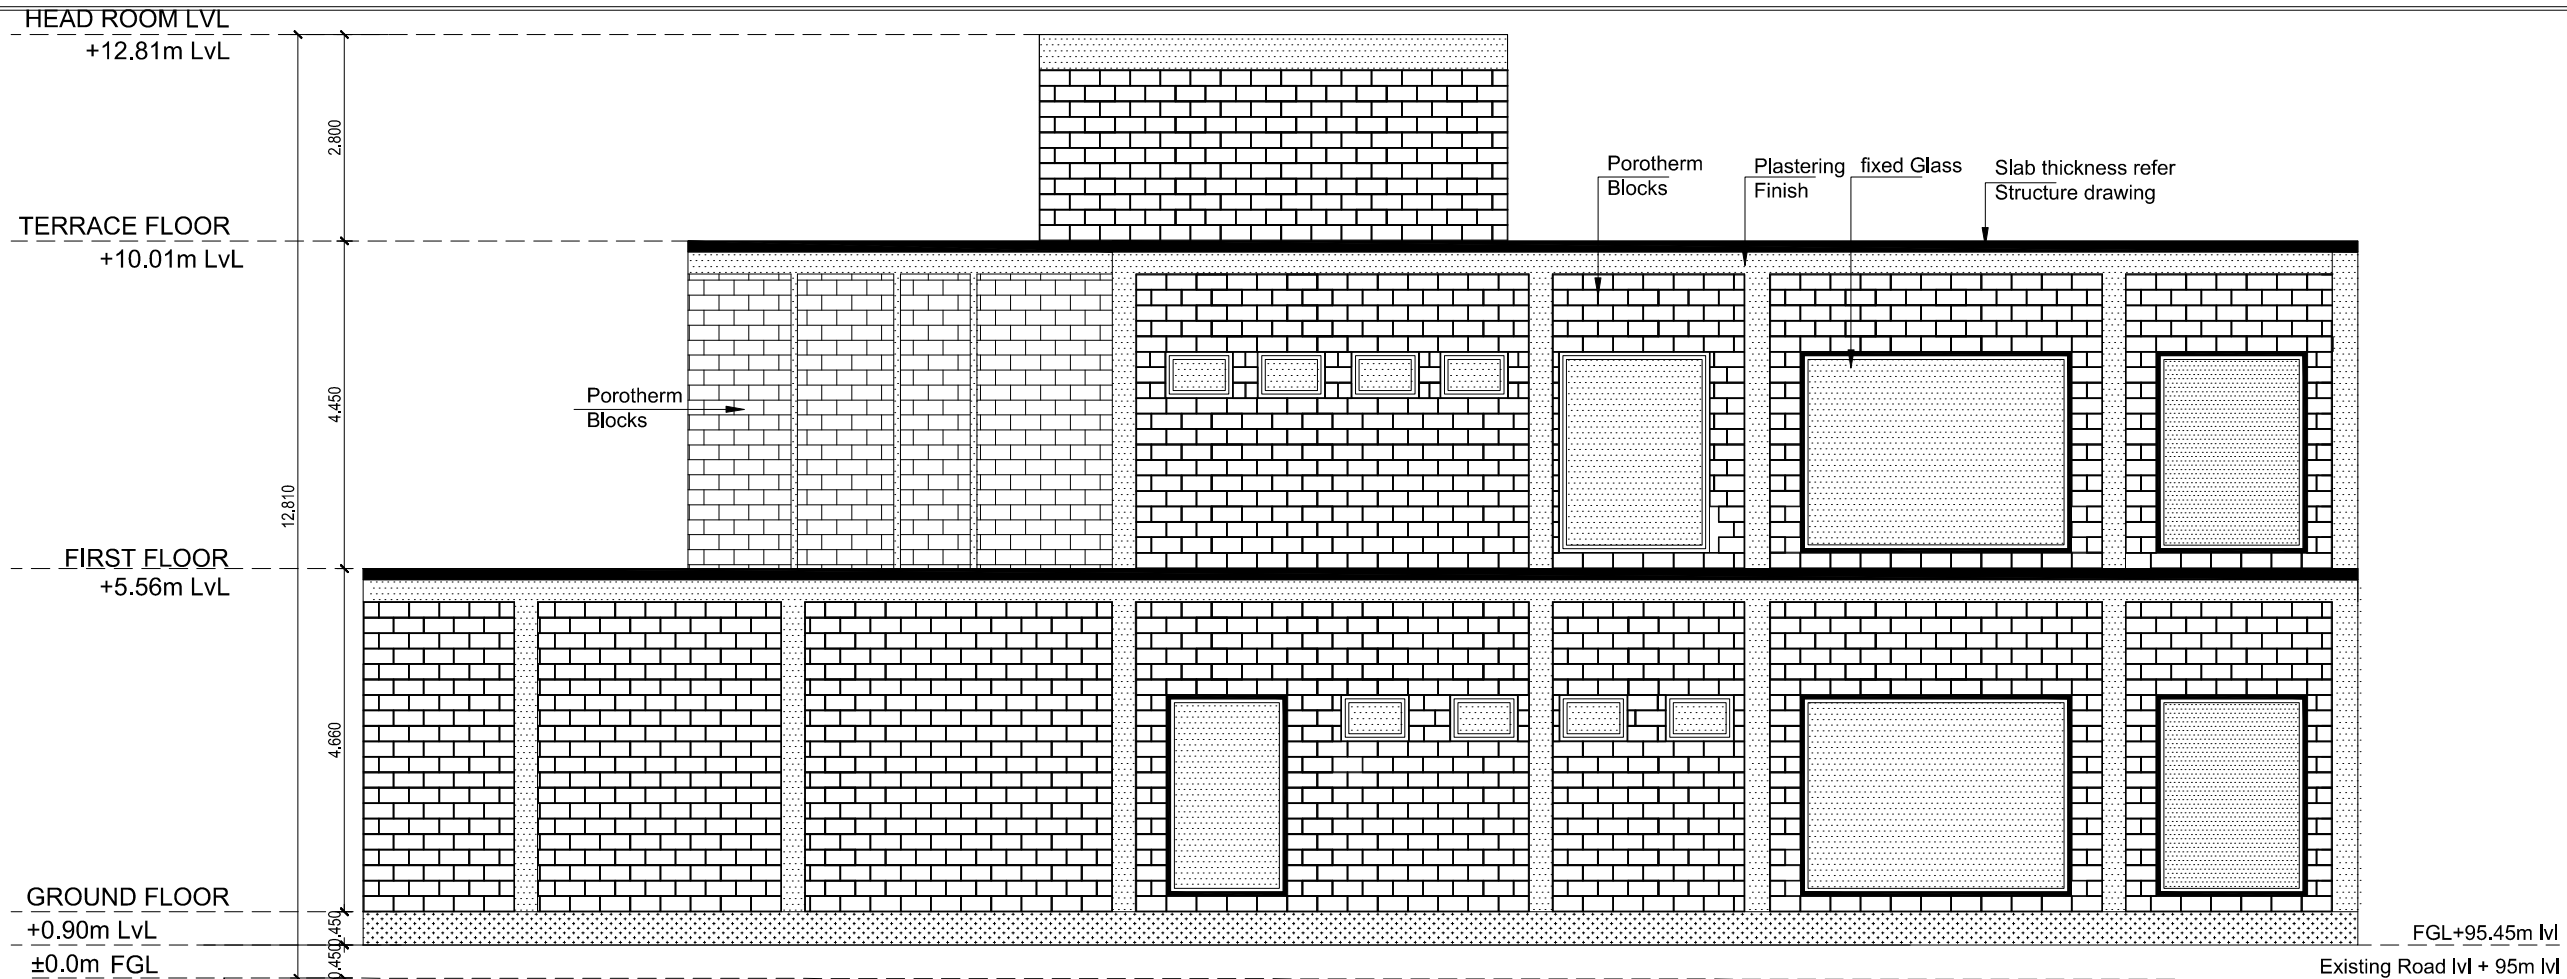 HEAD ROOM LVL
+12.81m LvL
2.800
TERRACE FLOOR
+10.01m LvL
Porotherm
Blocks
Plastering
Finish
fixed Glass
Slab thickness refer
Structure drawing
4.450
Porotherm
Blocks
12.810
FIRST FLOOR
+5.56m LvL
4.660
GROUND FLOOR
+0.90m LvL
0.450
0.450
±0.0m FGL
FGL+95.45m lvl
Existing Road lvl + 95m lvl